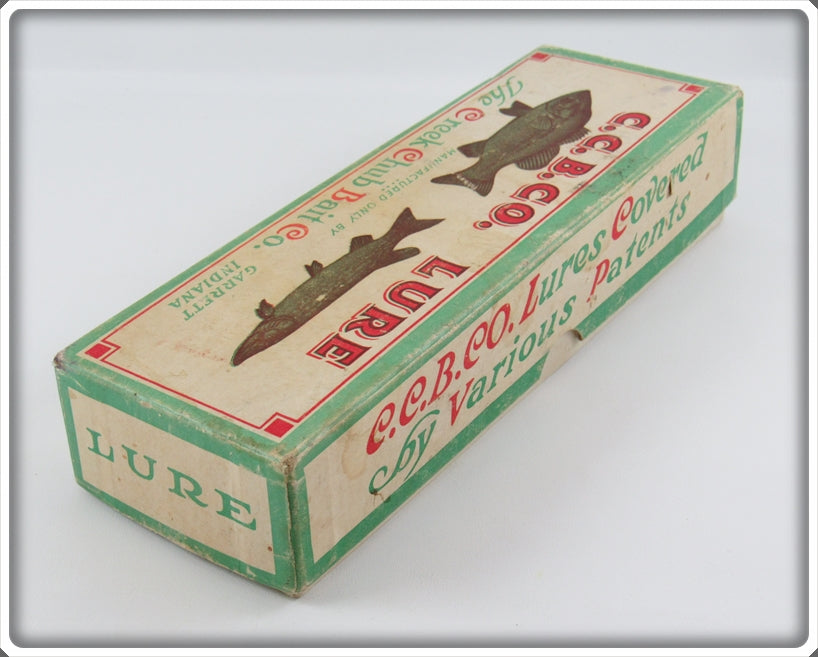 C.C.B.CO. LURE
MANUFACTURED ONLY BY
The Creek Chub Bait Co.
GARRETT
INDIANA
C.C.B.CO. Lures Covered
by Various Patents
LURE